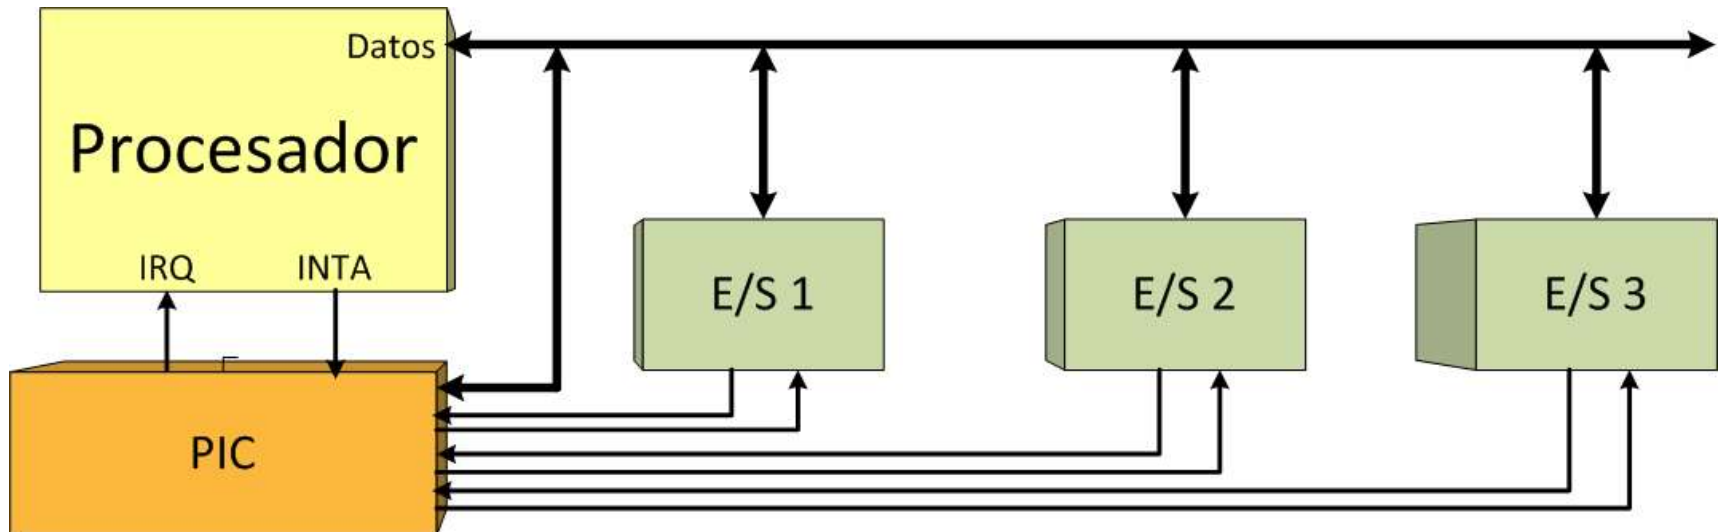 Datos
Procesador
IRQ INTA
E/S 1 E/S 2 E/S 3
PIC